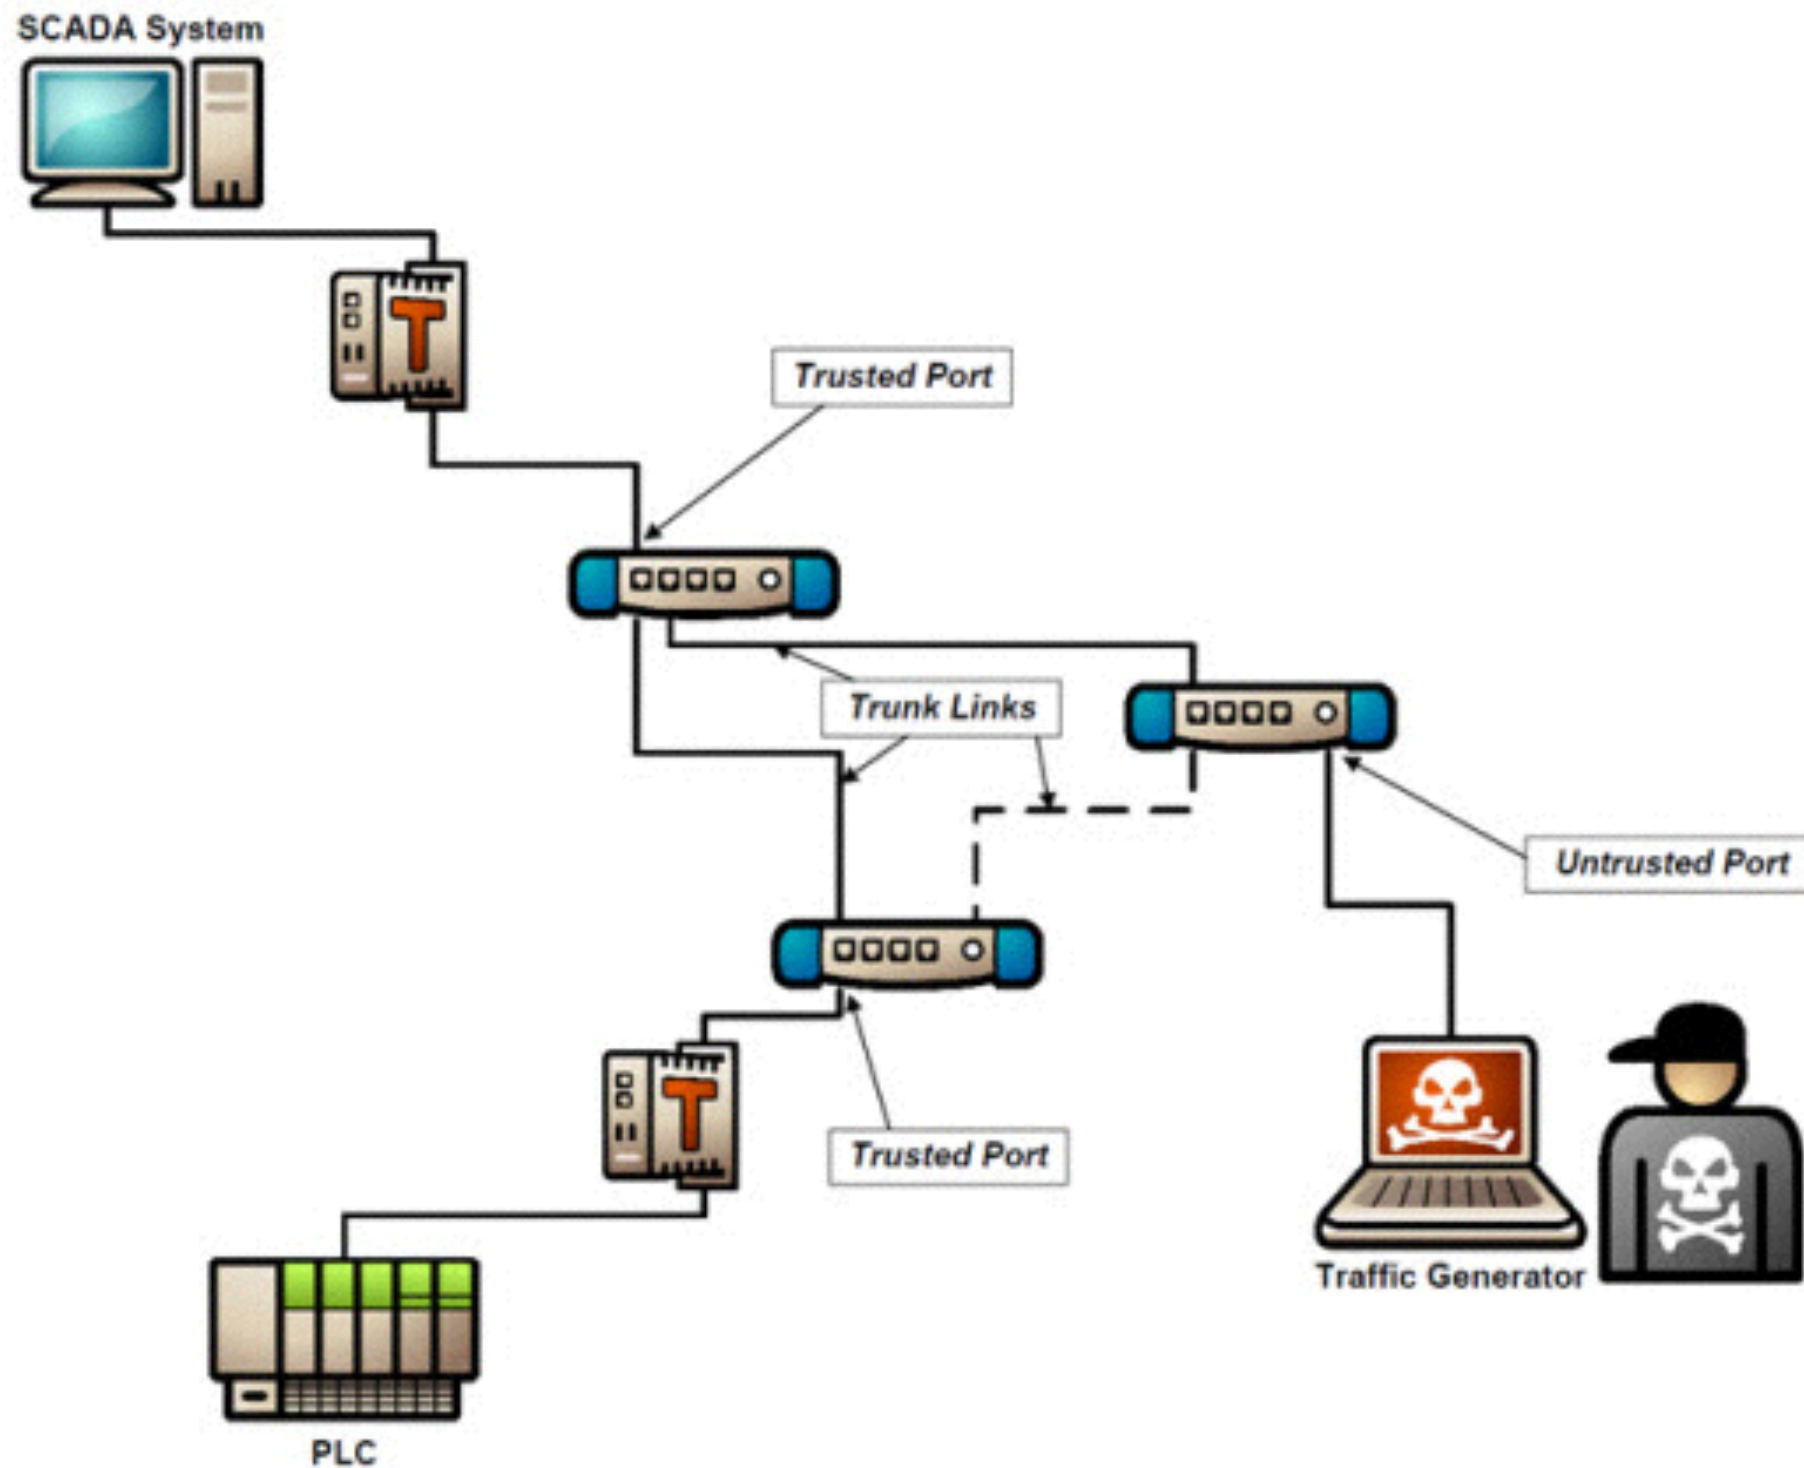 SCADA System
T
Trusted Port
Trunk Links
Untrusted Port
T
Trusted Port
Traffic Generator
PLC